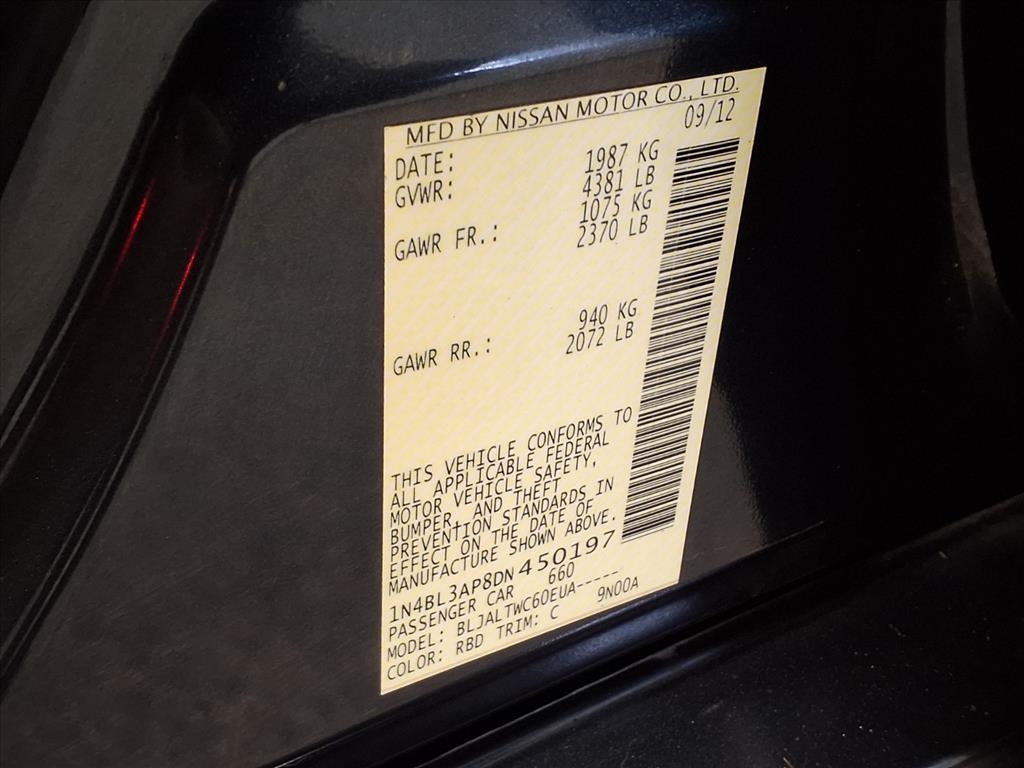 MFD BY NISSAN MOTOR CO., LTD.
DATE: 09/12
GVWR: 1987 KG
4381 LB
GAWR FR.: 1075 KG
2370 LB
GAWR RR.: 940 KG
2072 LB
THIS VEHICLE CONFORMS TO
ALL APPLICABLE FEDERAL
MOTOR VEHICLE SAFETY,
BUMPER, AND THEFT
PREVENTION STANDARDS IN
EFFECT ON THE DATE OF
MANUFACTURE SHOWN ABOVE.
1N4BL3AP8DN450197
PASSENGER CAR 660
MODEL: BLJALTWC60EUA-----
COLOR: RBD TRIM: C 9N00A